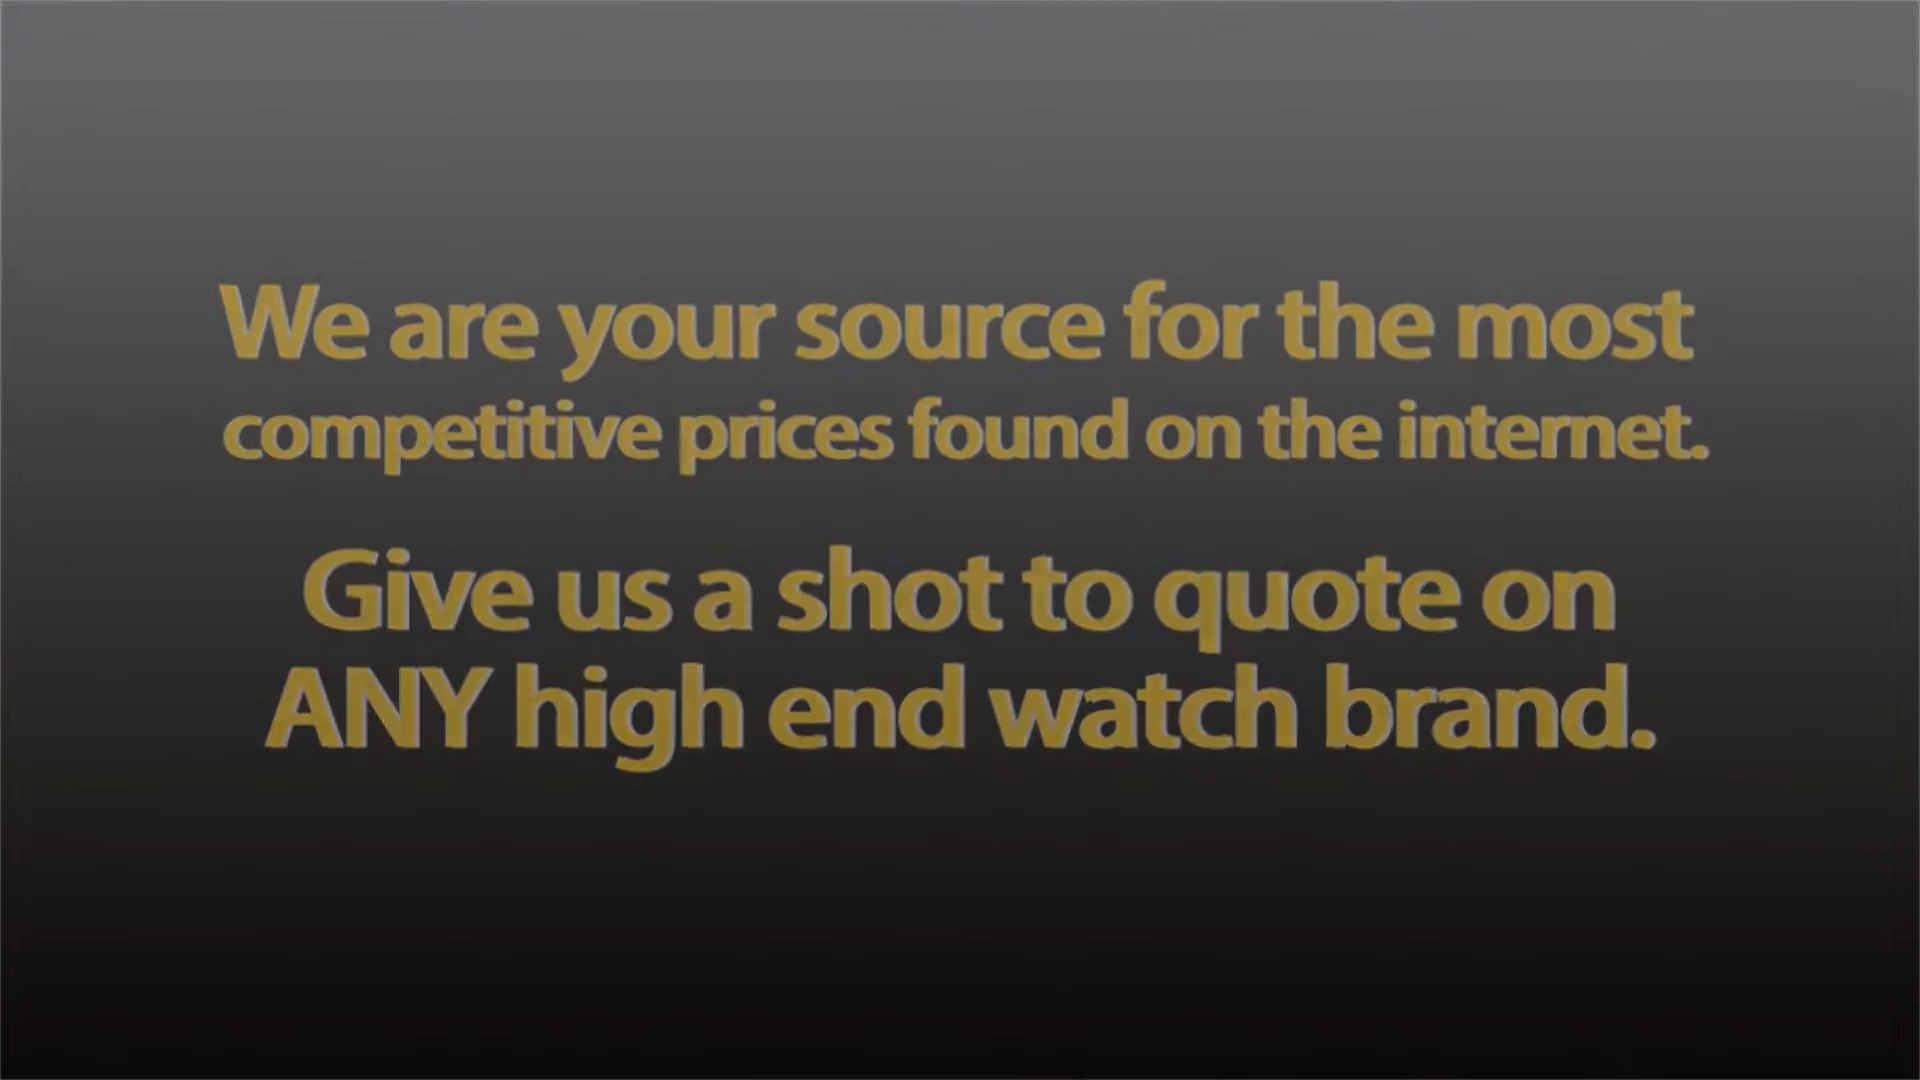 We are your source for the most
competitive prices found on the internet.
Give us a shot to quote on
ANY high end watch brand.